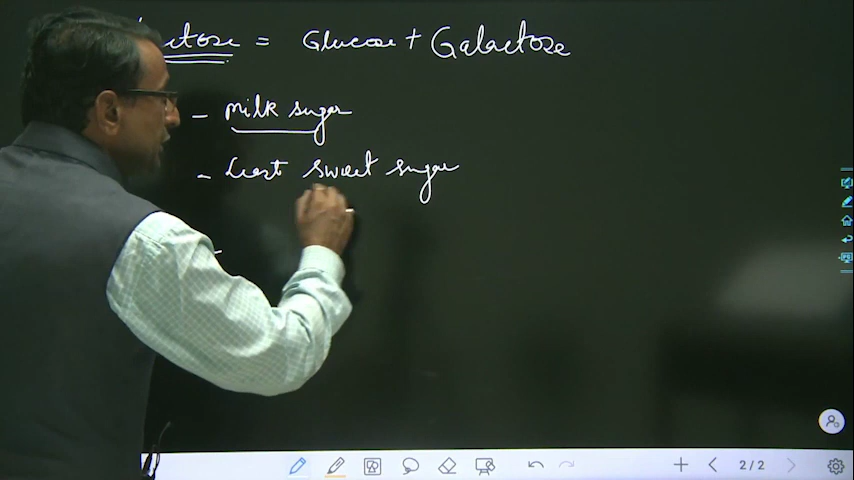 ctose = Glucose + Galactose
- Milk sugar
- Least sweet sugar
-
2/2